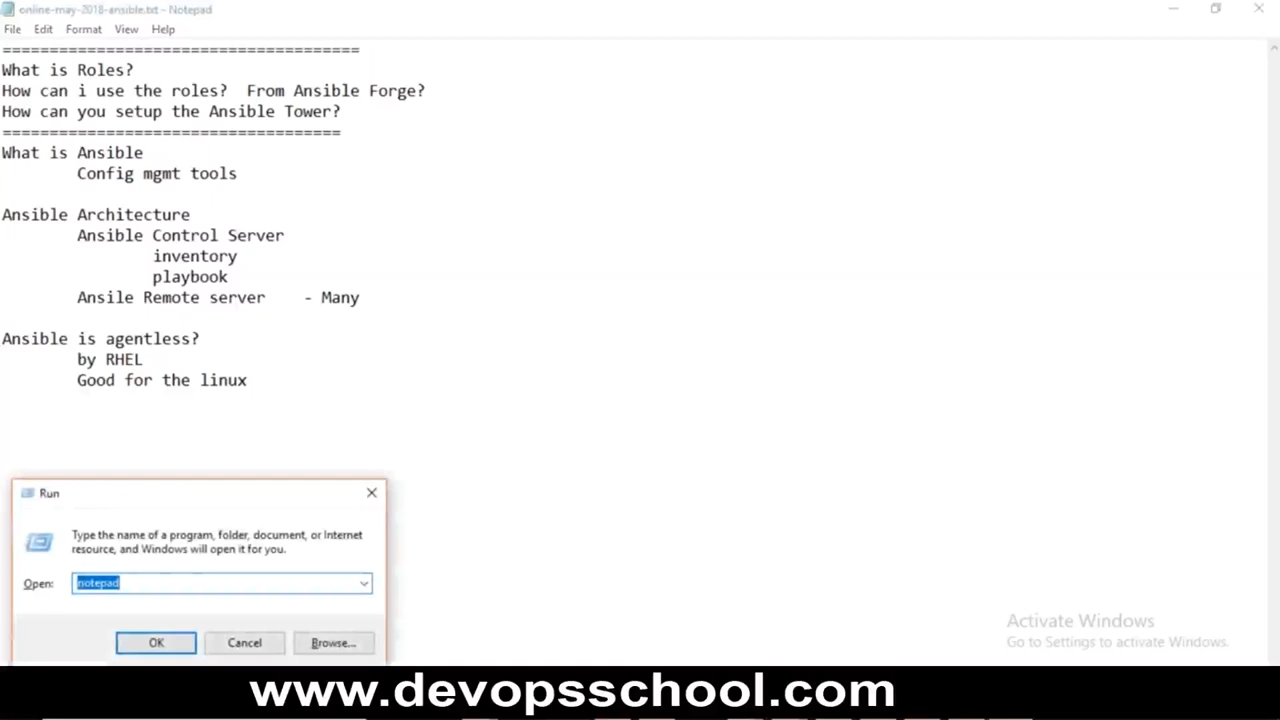 online-may-2018-ansible.txt - Notepad
File Edit Format View Help
======================================
What is Roles?
How can i use the roles?  From Ansible Forge?
How can you setup the Ansible Tower?
====================================
What is Ansible
Config mgmt tools
Ansible Architecture
Ansible Control Server
inventory
playbook
Ansile Remote server    - Many
Ansible is agentless?
by RHEL
Good for the linux
Run
Type the name of a program, folder, document, or Internet
resource, and Windows will open it for you.
Open: notepad
OK Cancel Browse...
Activate Windows
Go to Settings to activate Windows.
www.devopsschool.com